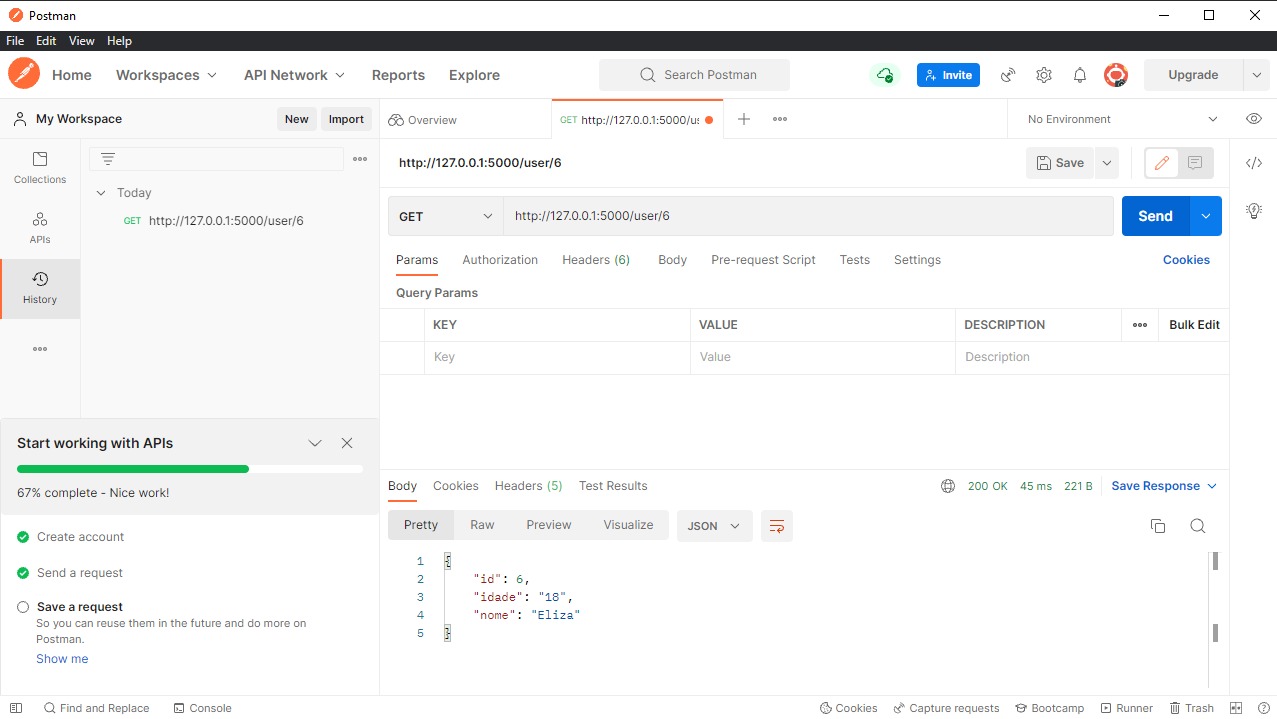 Postman
File Edit View Help
Home Workspaces API Network Reports Explore Search Postman Invite Upgrade
My Workspace New Import Overview GET http://127.0.0.1:5000/us No Environment
Collections
APIs
History
Today
GET http://127.0.0.1:5000/user/6
http://127.0.0.1:5000/user/6 Save
GET http://127.0.0.1:5000/user/6 Send
Params Authorization Headers (6) Body Pre-request Script Tests Settings Cookies
Query Params
KEY VALUE DESCRIPTION Bulk Edit
Key Value Description
Start working with APIs
67% complete - Nice work!
Create account
Send a request
Save a request
So you can reuse them in the future and do more on
Postman.
Show me
Body Cookies Headers (5) Test Results 200 OK 45 ms 221 B Save Response
Pretty Raw Preview Visualize JSON
1 {
2 "id": 6,
3 "idade": "18",
4 "nome": "Eliza"
5 }
Find and Replace Console Cookies Capture requests Bootcamp Runner Trash